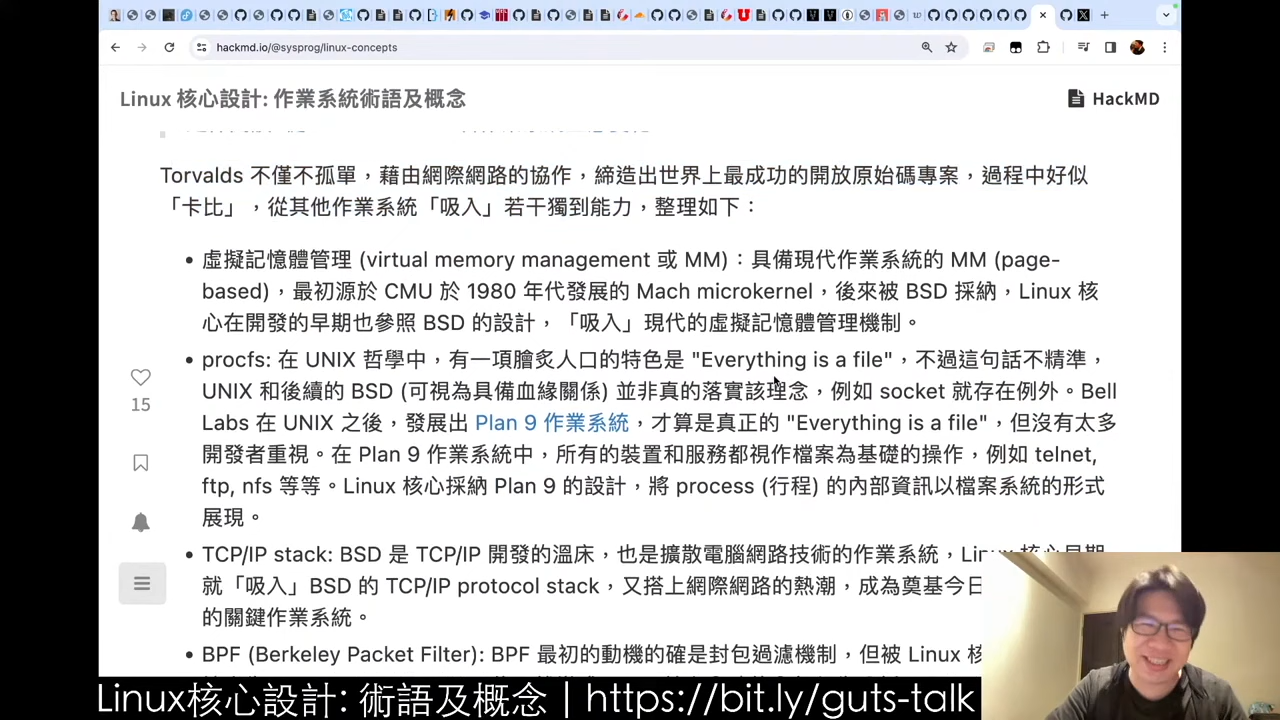 hackmd.io/@sysprog/linux-concepts
Linux 核心設計: 作業系統術語及概念
HackMD
Torvalds 不僅不孤單，藉由網際網路的協作，締造出世界上最成功的開放原始碼專案，過程中好似
「卡比」，從其他作業系統「吸入」若干獨到能力，整理如下：
虛擬記憶體管理 (virtual memory management 或 MM)：具備現代作業系統的 MM (page-
based)，最初源於 CMU 於 1980 年代發展的 Mach microkernel，後來被 BSD 採納，Linux 核
心在開發的早期也參照 BSD 的設計，「吸入」現代的虛擬記憶體管理機制。
procfs: 在 UNIX 哲學中，有一項膾炙人口的特色是 "Everything is a file"，不過這句話不精準，
UNIX 和後續的 BSD (可視為具備血緣關係) 並非真的落實該理念，例如 socket 就存在例外。Bell
Labs 在 UNIX 之後，發展出 Plan 9 作業系統，才算是真正的 "Everything is a file"，但沒有太多
開發者重視。在 Plan 9 作業系統中，所有的裝置和服務都視作檔案為基礎的操作，例如 telnet,
ftp, nfs 等等。Linux 核心採納 Plan 9 的設計，將 process (行程) 的內部資訊以檔案系統的形式
展現。
15
TCP/IP stack: BSD 是 TCP/IP 開發的溫床，也是擴散電腦網路技術的作業系統，Linux 核心早期
就「吸入」BSD 的 TCP/IP protocol stack，又搭上網際網路的熱潮，成為奠基今日
的關鍵作業系統。
BPF (Berkeley Packet Filter): BPF 最初的動機的確是封包過濾機制，但被 Linux 核
Linux核心設計: 術語及概念 | https://bit.ly/guts-talk